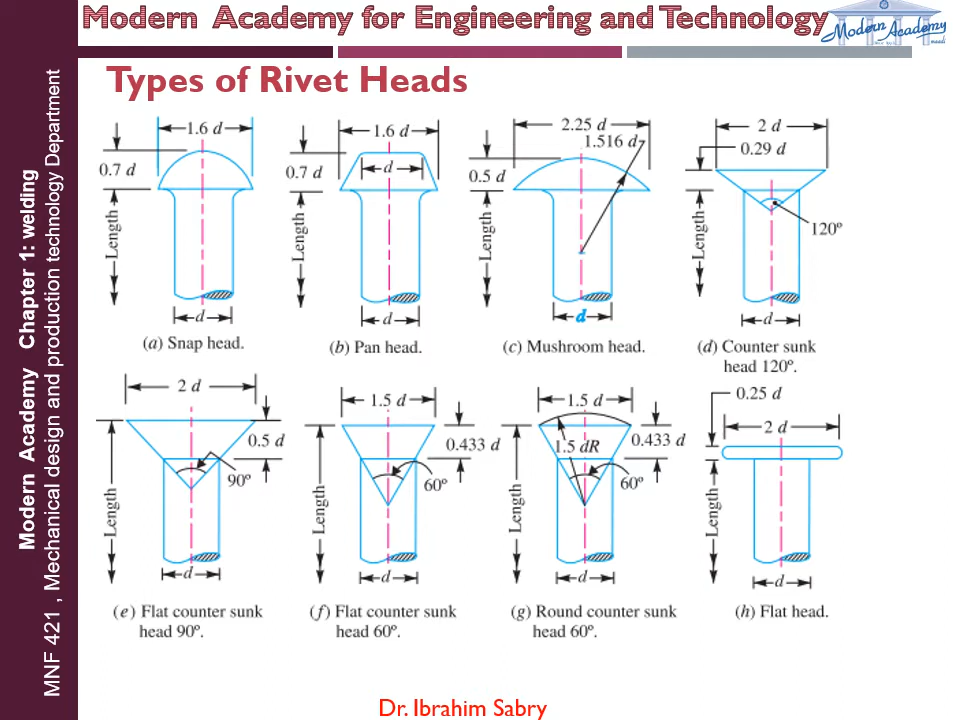 Modern Academy for Engineering and Technology
Modern Academy
maadi
Modern Academy Chapter 1: welding
MNF 421 , Mechanical design and production technology Department
Types of Rivet Heads
1.6 d
0.7 d
Length
d
(a) Snap head.
1.6 d
d
0.7 d
Length
d
(b) Pan head.
2.25 d
1.516 d
0.5 d
Length
d
(c) Mushroom head.
2 d
0.29 d
Length
120º
d
(d) Counter sunk
head 120º.
2 d
0.5 d
90º
Length
d
(e) Flat counter sunk
head 90º.
1.5 d
0.433 d
60º
Length
d
(f) Flat counter sunk
head 60º.
1.5 d
1.5 dR
0.433 d
60º
Length
d
(g) Round counter sunk
head 60º.
0.25 d
2 d
Length
d
(h) Flat head.
Dr. Ibrahim Sabry